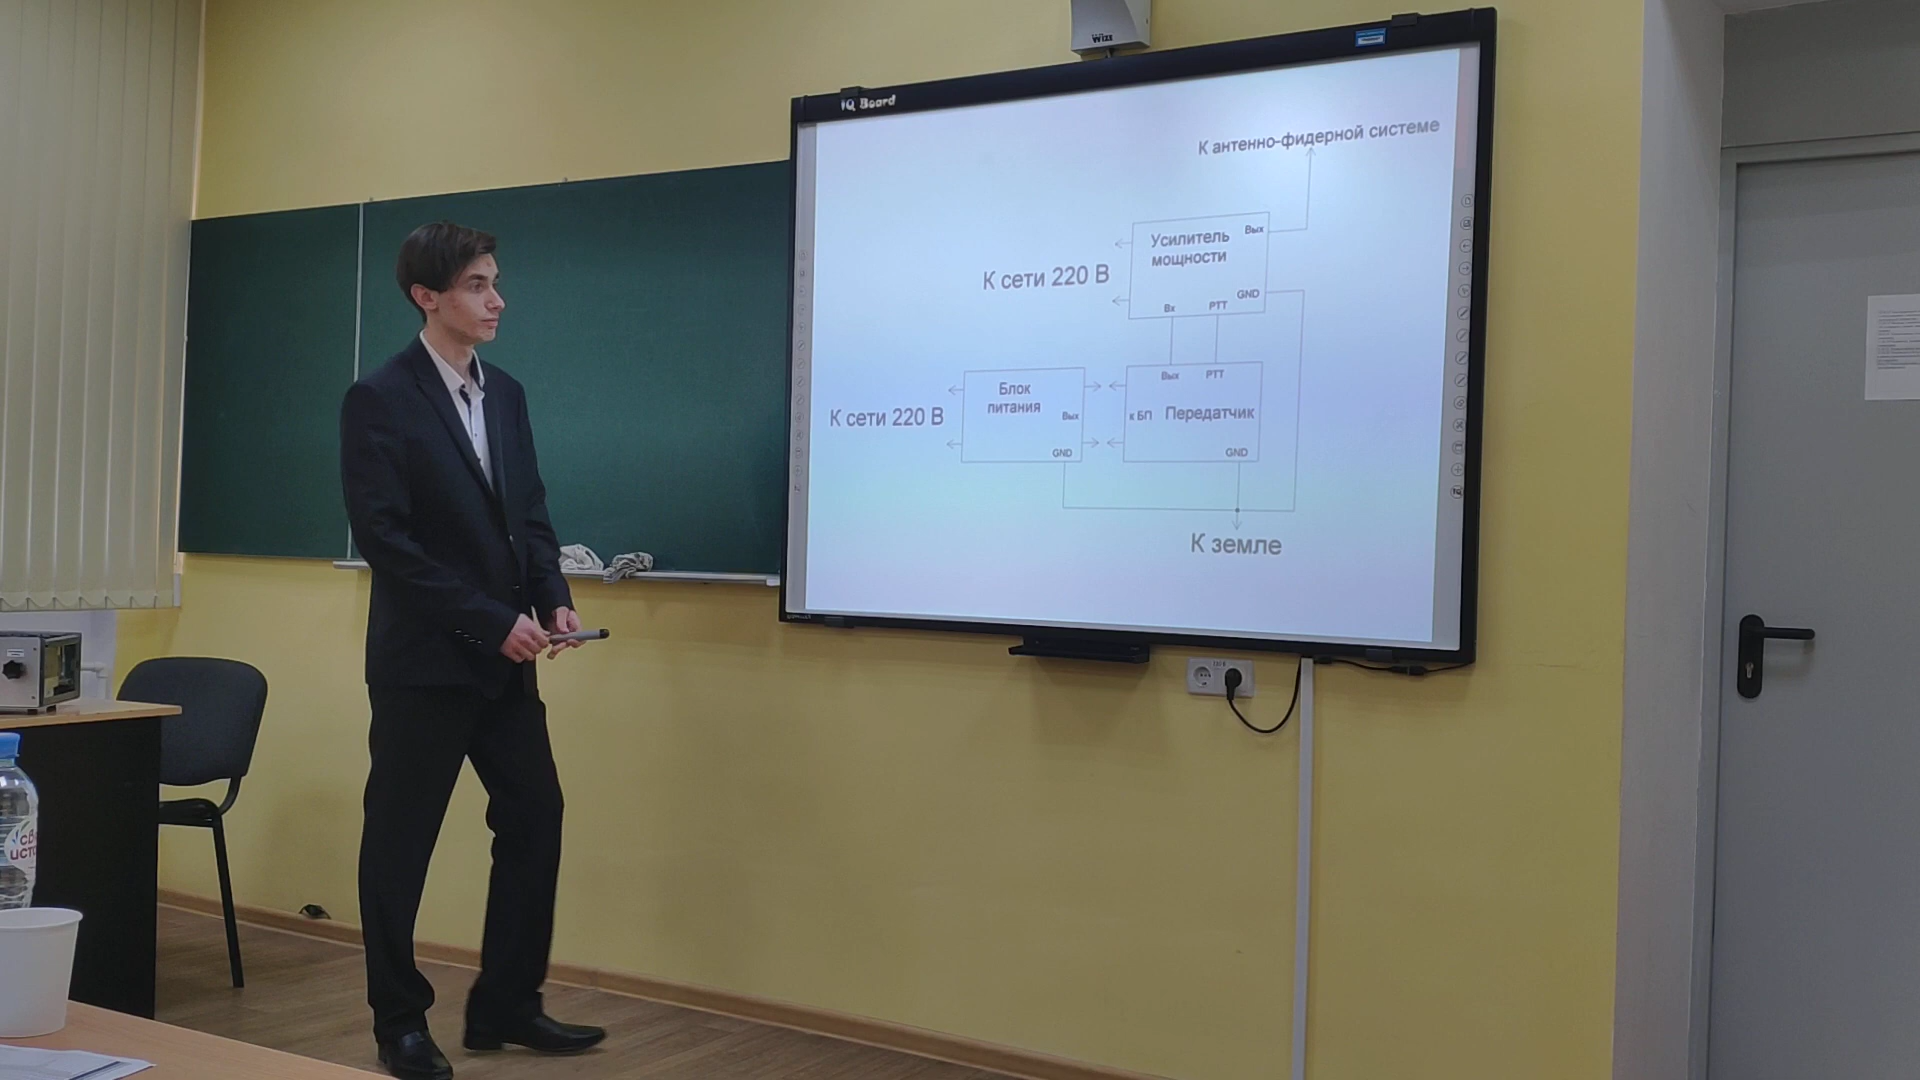 WIZE
IQ Board
К антенно-фидерной системе
Усилитель
мощности
Вых
К сети 220 В
GND
Вх
PTT
Вых
PTT
Блок
питания
К сети 220 В
Вых
к БП
Передатчик
GND
GND
К земле